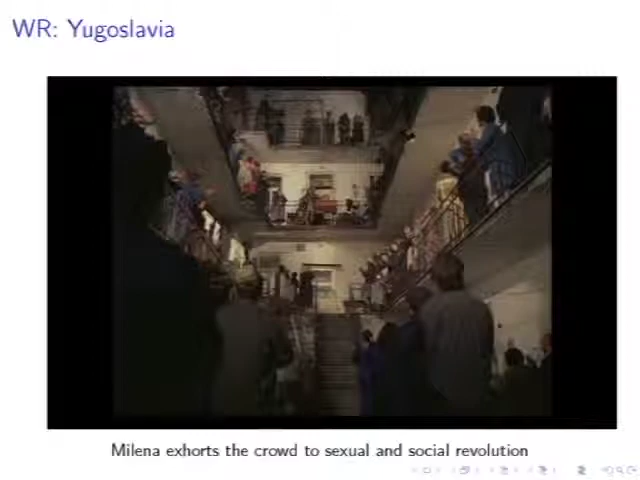 WR: Yugoslavia
Milena exhorts the crowd to sexual and social revolution